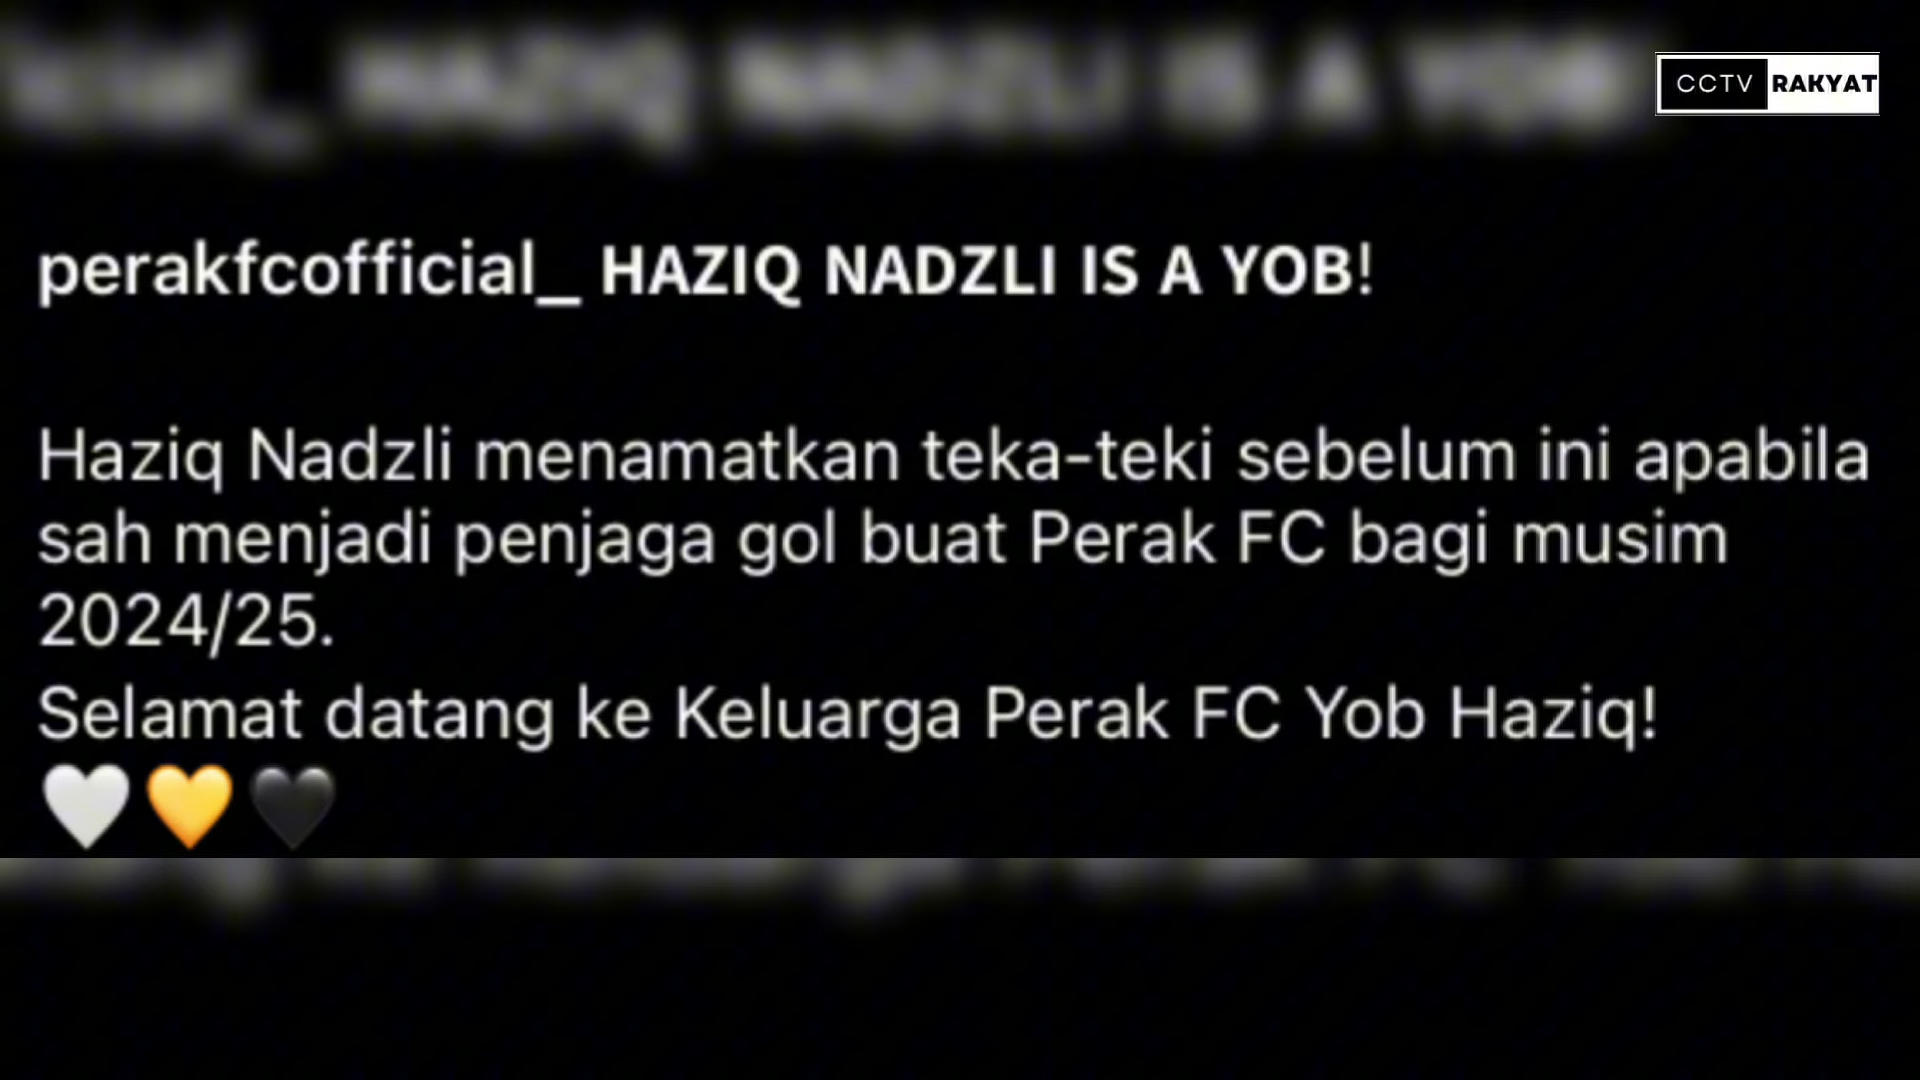 CCTV RAKYAT
perakfcofficial_ HAZIQ NADZLI IS A YOB!
Haziq Nadzli menamatkan teka-teki sebelum ini apabila
sah menjadi penjaga gol buat Perak FC bagi musim
2024/25.
Selamat datang ke Keluarga Perak FC Yob Haziq!
🤍💛🖤